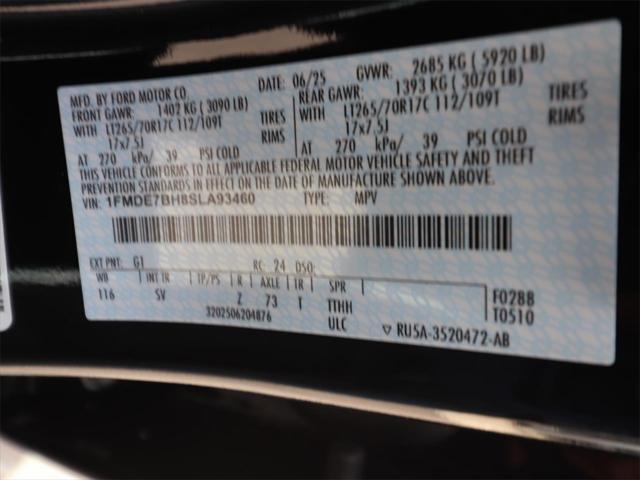 MFD. BY FORD MOTOR CO. DATE: 06/25 GVWR: 2685 KG ( 5920 LB)
FRONT GAWR: 1402 KG ( 3090 LB) REAR GAWR: 1393 KG ( 3070 LB)
WITH LT265/70R17C 112/109T TIRES WITH LT265/70R17C 112/109T TIRES
17x7.5J RIMS 17x7.5J RIMS
AT 270 kPa/ 39 PSI COLD AT 270 kPa/ 39 PSI COLD
THIS VEHICLE CONFORMS TO ALL APPLICABLE FEDERAL MOTOR VEHICLE SAFETY AND THEFT
PREVENTION STANDARDS IN EFFECT ON THE DATE OF MANUFACTURE SHOWN ABOVE.
VIN: 1FMDE7BH8SLA93460 TYPE: MPV
EXT PNT: G1 RC: 24 DSO:
WB INT TR TP/PS R AXLE TR SPR
116 SV Z 73 T TTHH F0288
3202506204876 ULC T0510
RU5A-3520472-AB